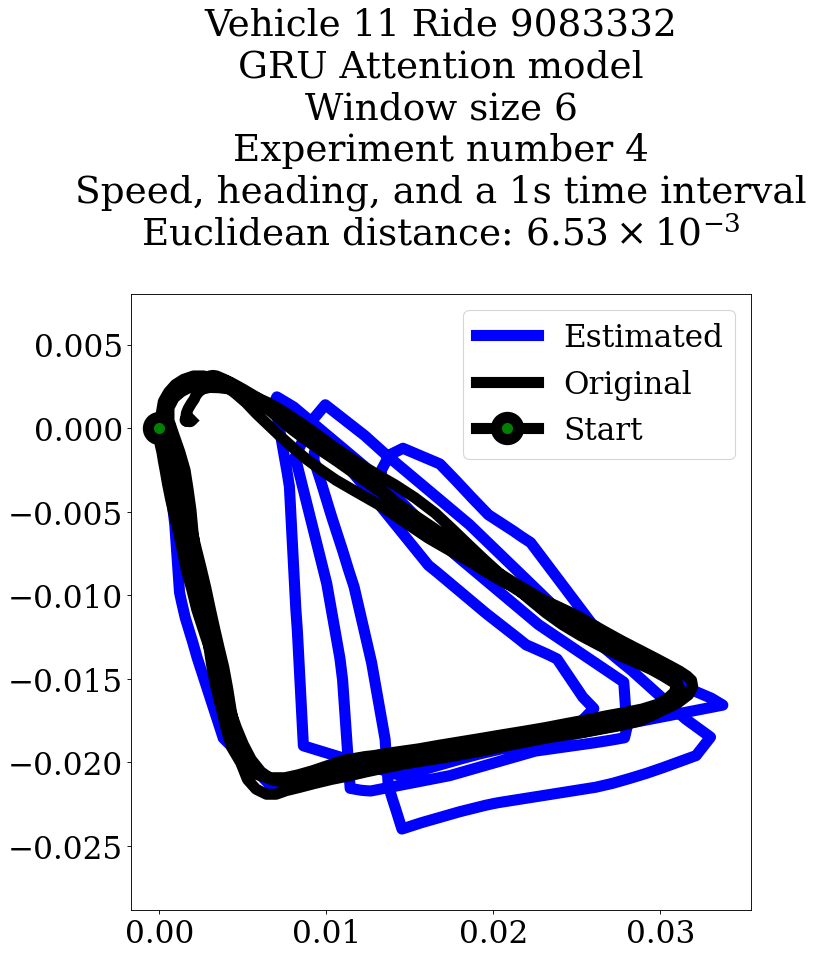 Vehicle 11 Ride 9083332
GRU Attention model
Window size 6
Experiment number 4
Speed, heading, and a 1s time interval
Euclidean distance: 6.53 × 10⁻³
Estimated
Original
Start
0.005
0.000
−0.005
−0.010
−0.015
−0.020
−0.025
0.00 0.01 0.02 0.03